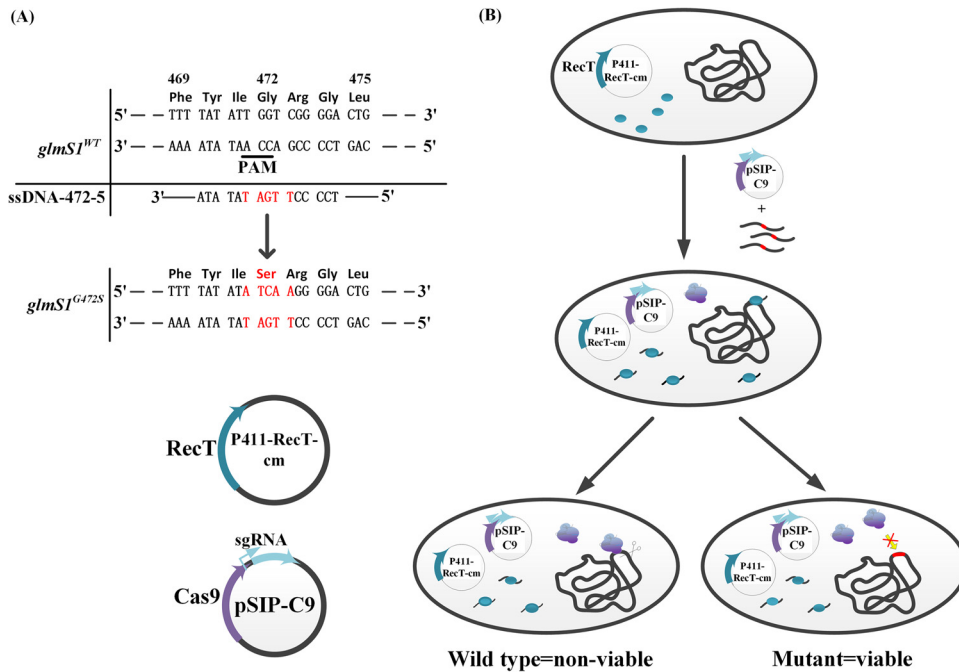 (A)
469 472 475
Phe Tyr Ile Gly Arg Gly Leu
5' TTT TAT ATT GGT CGG GGA CTG 3'
glmS1^WT
3' AAA ATA TAA CCA GCC CCT GAC 5'
PAM
ssDNA-472-5 3' ATA TAT AGT TCC CCT 5'
Phe Tyr Ile Ser Arg Gly Leu
5' TTT TAT ATA TCA AGG GGA CTG 3'
glmS1^G472S
3' AAA ATA TAT AGT TCC CCT GAC 5'
RecT
P411-RecT-
cm
sgRNA
Cas9
pSIP-C9
(B)
RecT
P411-
RecT-cm
pSIP-
C9
+
pSIP-
C9
P411-
RecT-cm
pSIP-
C9
P411-
RecT-cm
Wild type=non-viable
pSIP-
C9
P411-
RecT-cm
Mutant=viable